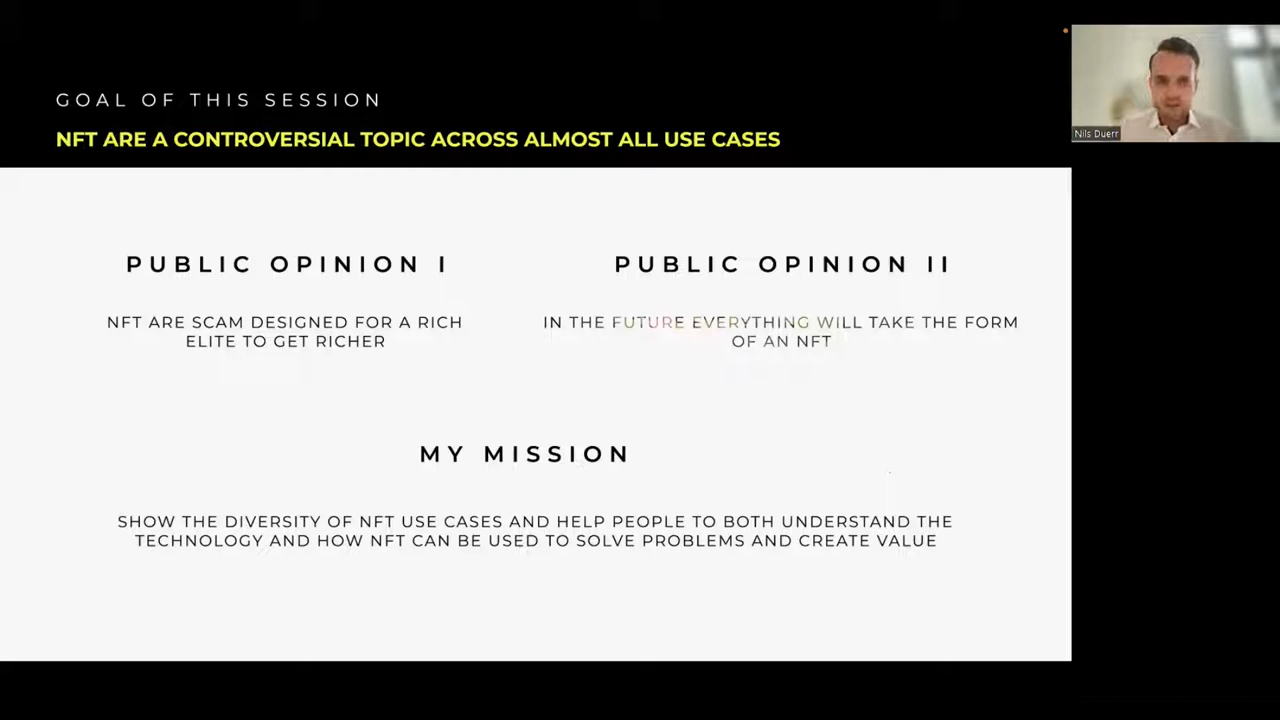 GOAL OF THIS SESSION
NFT ARE A CONTROVERSIAL TOPIC ACROSS ALMOST ALL USE CASES
Nils Duerr
PUBLIC OPINION I
NFT ARE SCAM DESIGNED FOR A RICH
ELITE TO GET RICHER
PUBLIC OPINION II
IN THE FUTURE EVERYTHING WILL TAKE THE FORM
OF AN NFT
MY MISSION
SHOW THE DIVERSITY OF NFT USE CASES AND HELP PEOPLE TO BOTH UNDERSTAND THE
TECHNOLOGY AND HOW NFT CAN BE USED TO SOLVE PROBLEMS AND CREATE VALUE